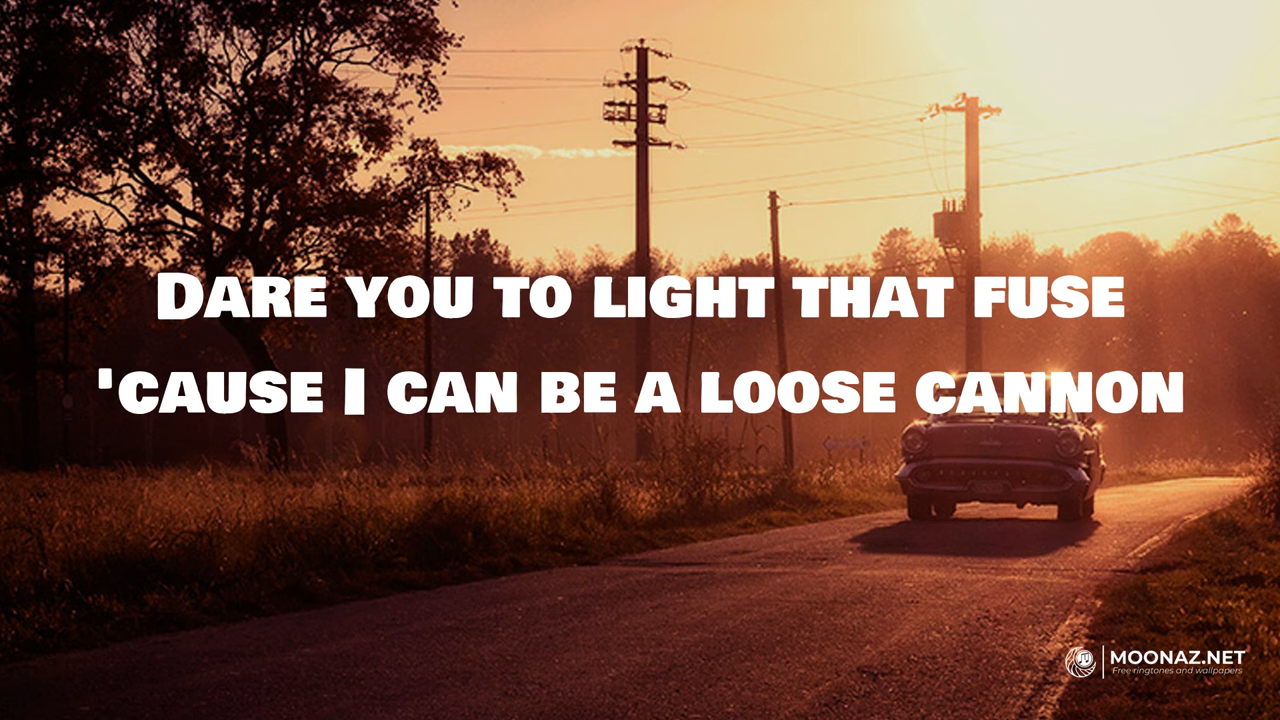 Dare you to light that fuse
'cause I can be a loose cannon
MOONAZ.NET
Free ringtones and wallpapers